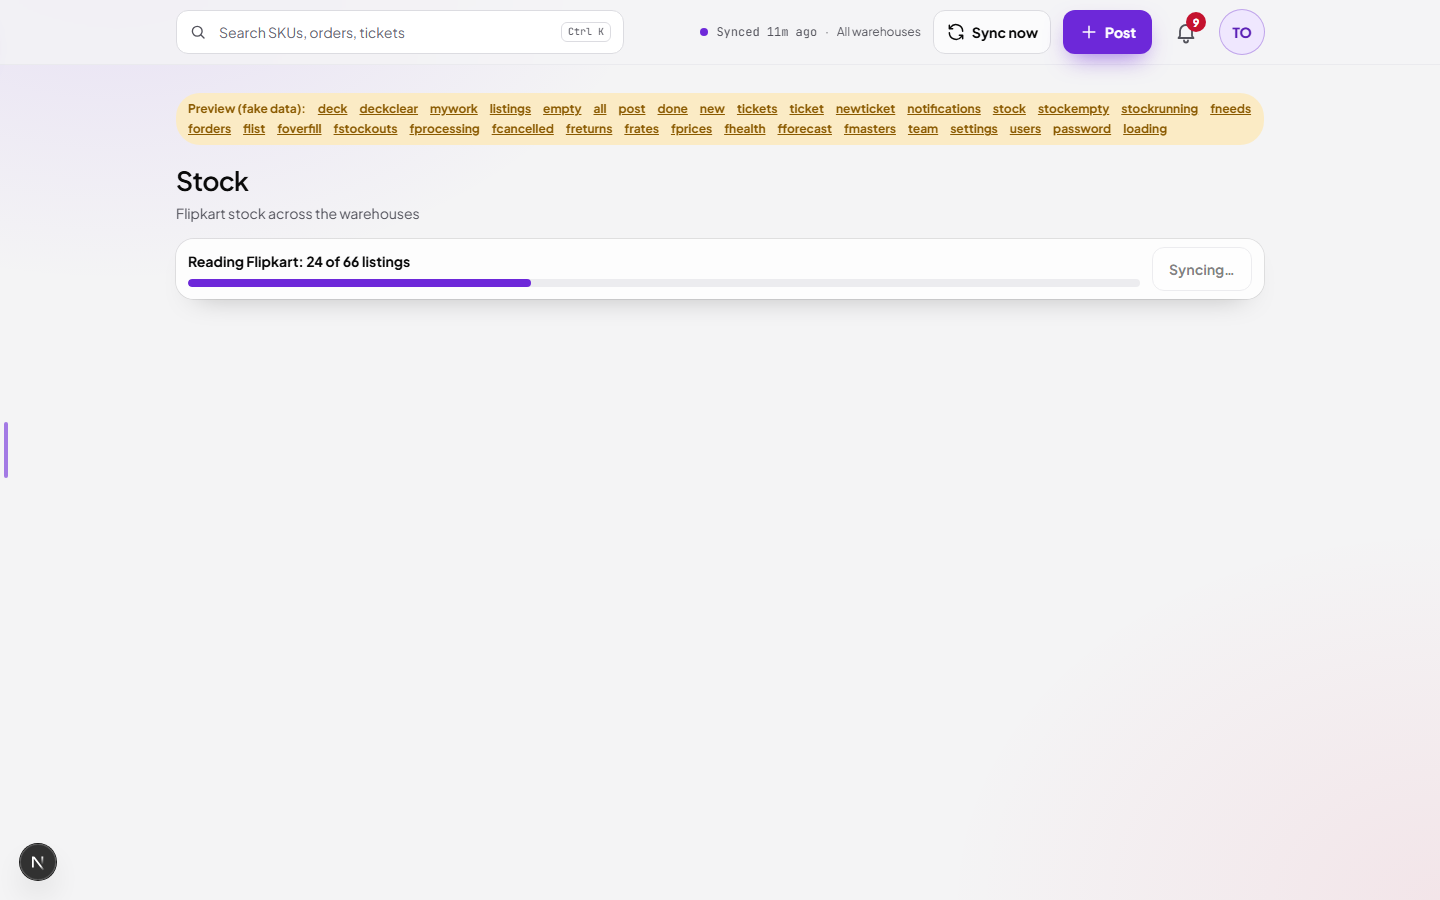 Search SKUs, orders, tickets
Ctrl K
Synced 11m ago · All warehouses
Sync now
Post
9
TO
Preview (fake data): deck deckclear mywork listings empty all post done new tickets ticket newticket notifications stock stockempty stockrunning fneeds
forders flist foverfill fstockouts fprocessing fcancelled freturns frates fprices fhealth fforecast fmasters team settings users password loading
Stock
Flipkart stock across the warehouses
Reading Flipkart: 24 of 66 listings
Syncing…
N